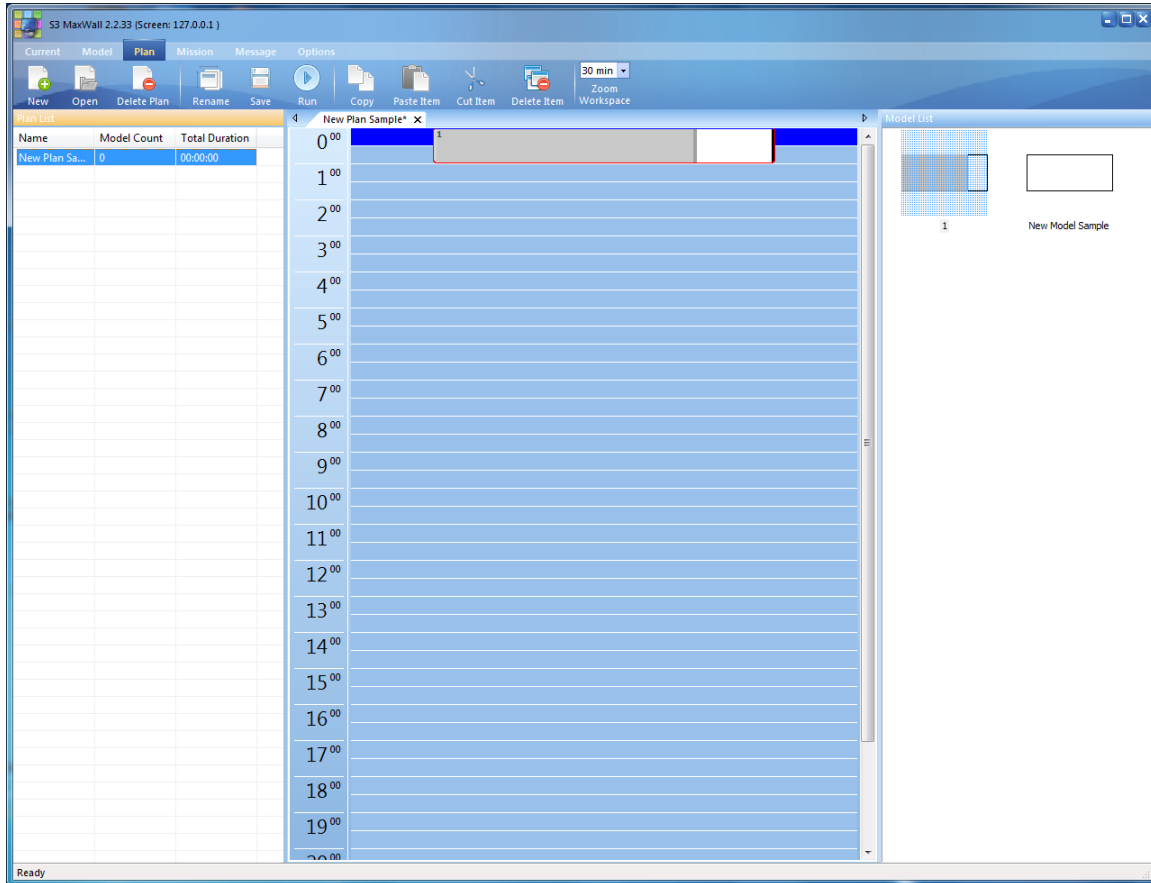 S3 MaxWall 2.2.33 (Screen: 127.0.0.1 )
Current Model Plan Mission Message Options
New Open Delete Plan Rename Save Run Copy Paste Item Cut Item Delete Item
30 min
Zoom
Workspace
Plan List
Name Model Count Total Duration
New Plan Sa... 0 00:00:00
New Plan Sample*
1
0 00
1 00
2 00
3 00
4 00
5 00
6 00
7 00
8 00
9 00
10 00
11 00
12 00
13 00
14 00
15 00
16 00
17 00
18 00
19 00
20 00
Model List
1 New Model Sample
Ready